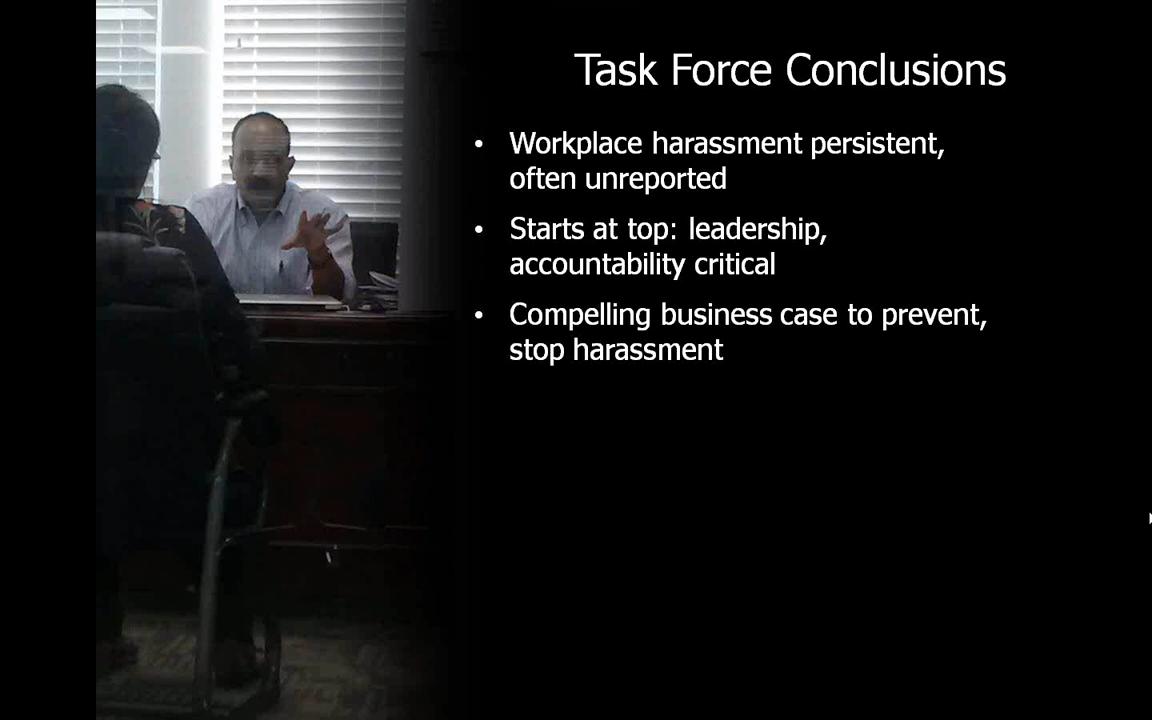 Task Force Conclusions
• Workplace harassment persistent,
often unreported
• Starts at top: leadership,
accountability critical
• Compelling business case to prevent,
stop harassment